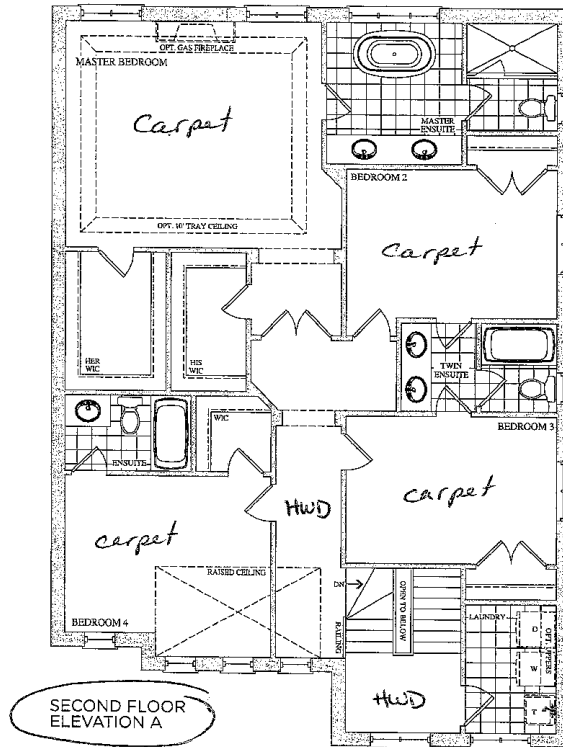 OPT. GAS FIREPLACE
MASTER BEDROOM
Carpet
MASTER
ENSUITE
BEDROOM 2
OPT. 10' TRAY CEILING
Carpet
HER
WIC
HIS
WIC
TWIN
ENSUITE
WIC
ENSUITE
BEDROOM 3
Carpet
HWD
Carpet
RAISED CEILING
DN
OPEN TO BELOW
RAILING
LAUNDRY
D
OPT. UPPERS
W
T
BEDROOM 4
HWD
SECOND FLOOR
ELEVATION A